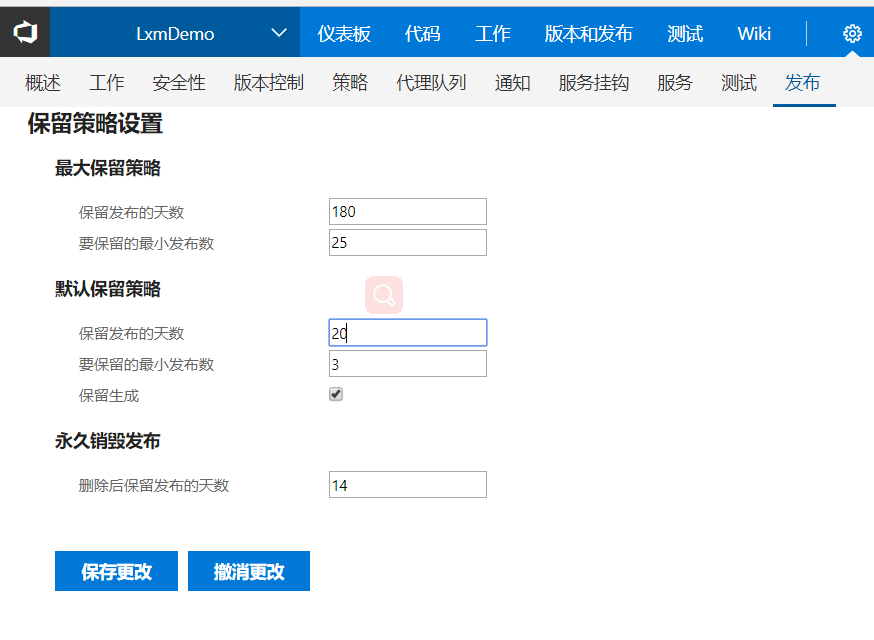 LxmDemo 仪表板 代码 工作 版本和发布 测试 Wiki
概述 工作 安全性 版本控制 策略 代理队列 通知 服务挂钩 服务 测试 发布
保留策略设置
最大保留策略
保留发布的天数 180
要保留的最小发布数 25
默认保留策略
保留发布的天数 20
要保留的最小发布数 3
保留生成
永久销毁发布
删除后保留发布的天数 14
保存更改 撤消更改